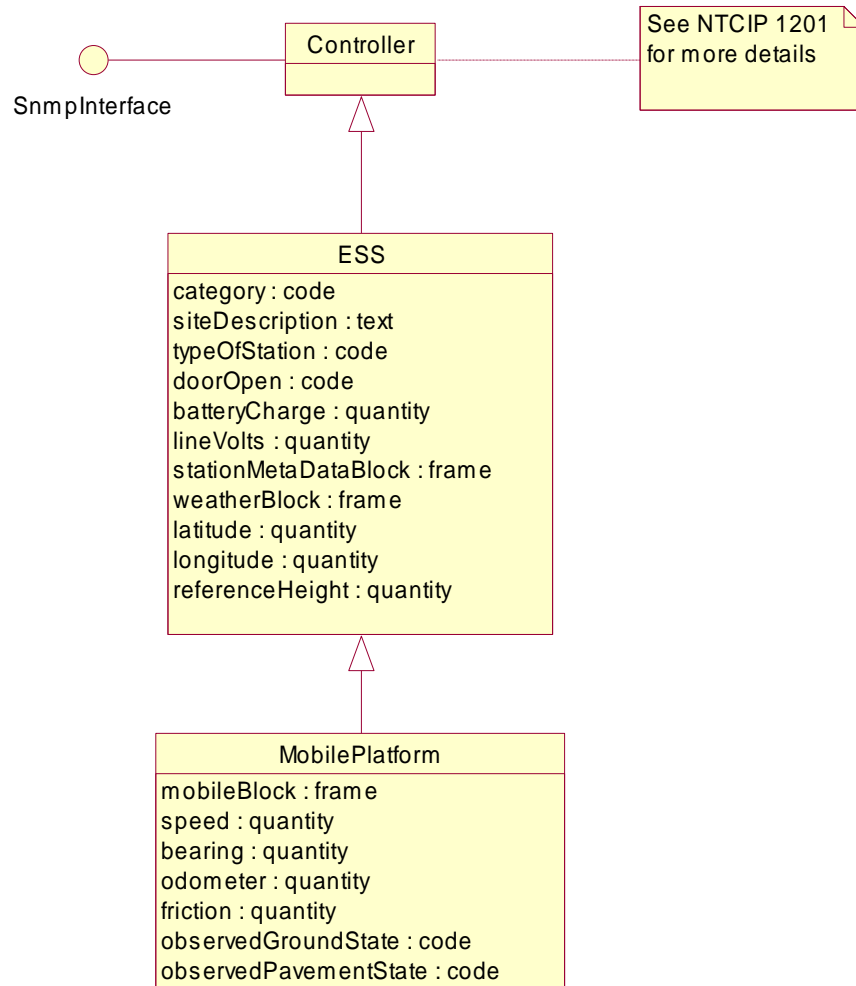 Controller
See NTCIP 1201
for more details
SnmpInterface
ESS
category : code
siteDescription : text
typeOfStation : code
doorOpen : code
batteryCharge : quantity
lineVolts : quantity
stationMetaDataBlock : frame
weatherBlock : frame
latitude : quantity
longitude : quantity
referenceHeight : quantity
MobilePlatform
mobileBlock : frame
speed : quantity
bearing : quantity
odometer : quantity
friction : quantity
observedGroundState : code
observedPavementState : code